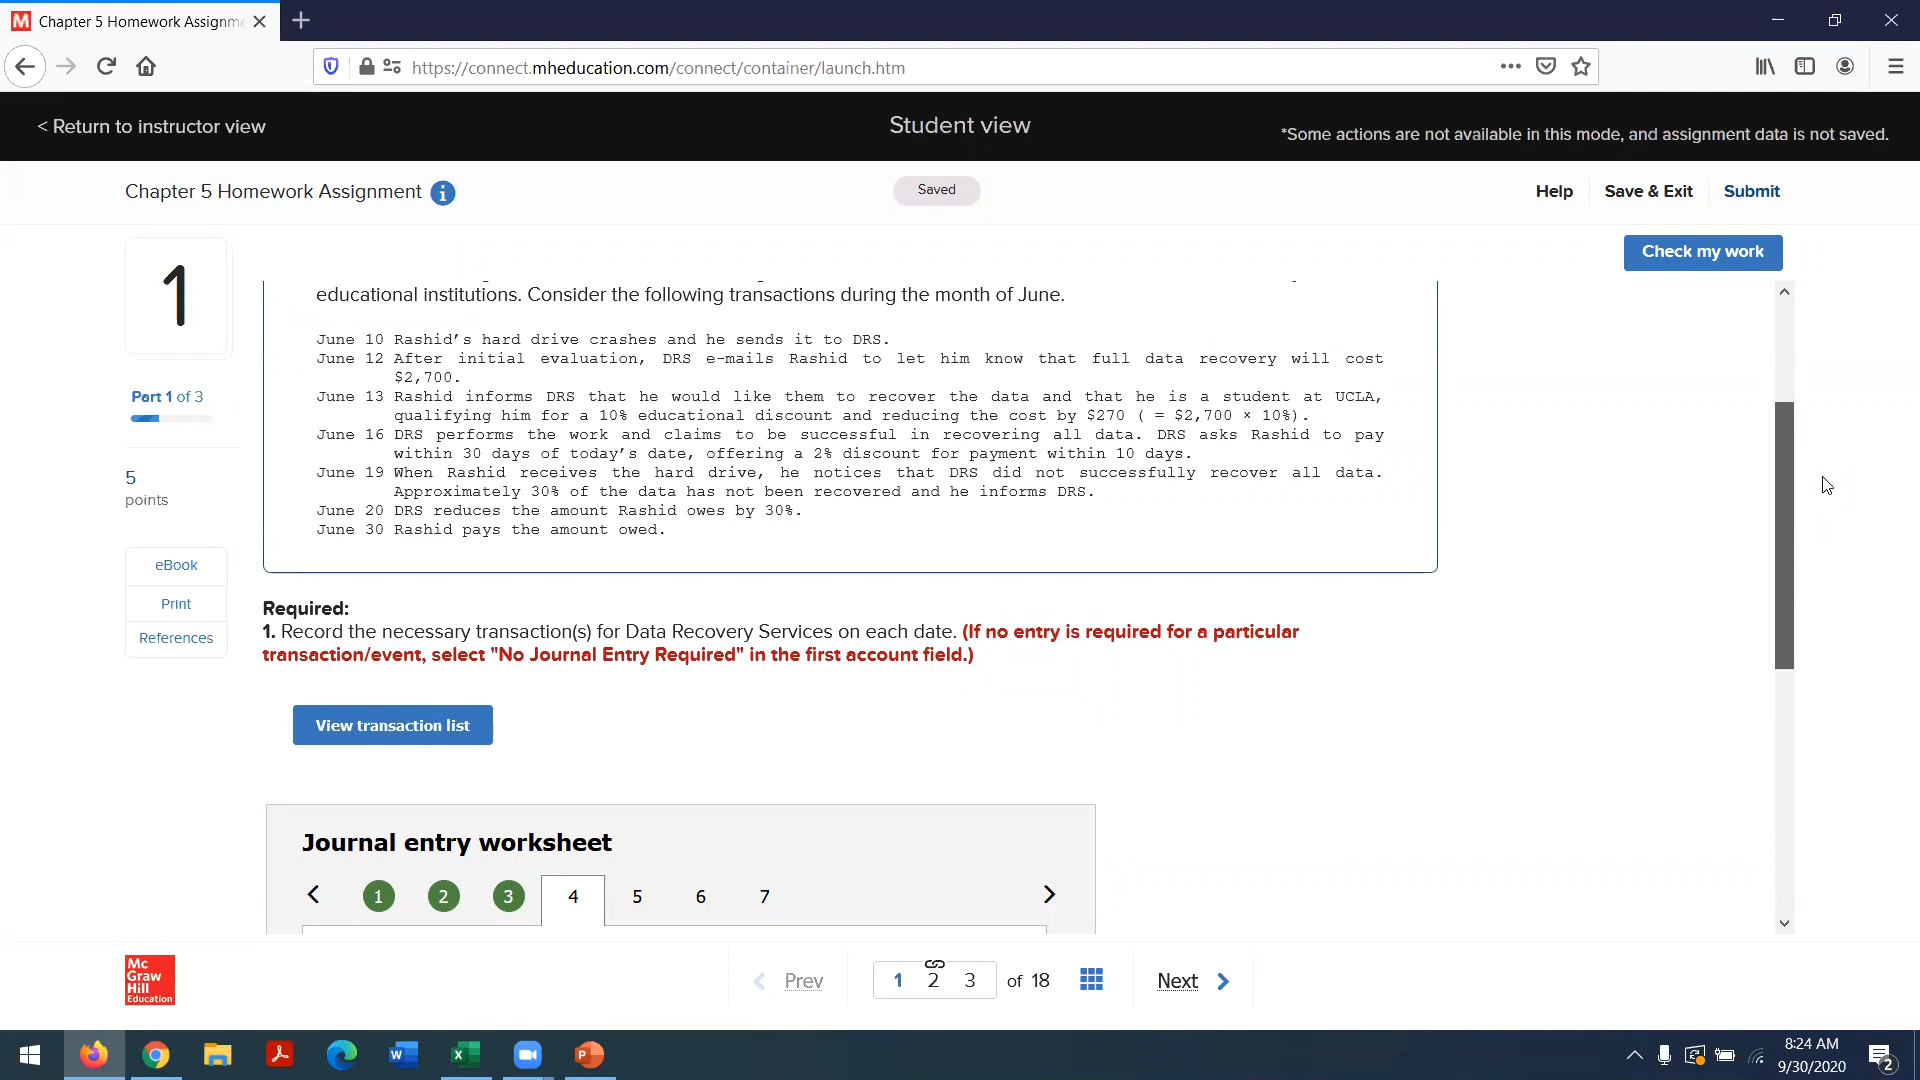 Chapter 5 Homework Assignme
https://connect.mheducation.com/connect/container/launch.htm
< Return to instructor view
Student view
*Some actions are not available in this mode, and assignment data is not saved.
Chapter 5 Homework Assignment
Saved
Help
Save & Exit
Submit
Check my work
1
Part 1 of 3
5
points
eBook
Print
References
educational institutions. Consider the following transactions during the month of June.
June 10 Rashid's hard drive crashes and he sends it to DRS.
June 12 After initial evaluation, DRS e-mails Rashid to let him know that full data recovery will cost
$2,700.
June 13 Rashid informs DRS that he would like them to recover the data and that he is a student at UCLA,
qualifying him for a 10% educational discount and reducing the cost by $270 ( = $2,700 × 10%).
June 16 DRS performs the work and claims to be successful in recovering all data. DRS asks Rashid to pay
within 30 days of today's date, offering a 2% discount for payment within 10 days.
June 19 When Rashid receives the hard drive, he notices that DRS did not successfully recover all data.
Approximately 30% of the data has not been recovered and he informs DRS.
June 20 DRS reduces the amount Rashid owes by 30%.
June 30 Rashid pays the amount owed.
Required:
1. Record the necessary transaction(s) for Data Recovery Services on each date. (If no entry is required for a particular
transaction/event, select "No Journal Entry Required" in the first account field.)
View transaction list
Journal entry worksheet
1 2 3 4 5 6 7
Mc
Graw
Hill
Education
Prev
1 2 3 of 18
Next
8:24 AM
9/30/2020
2